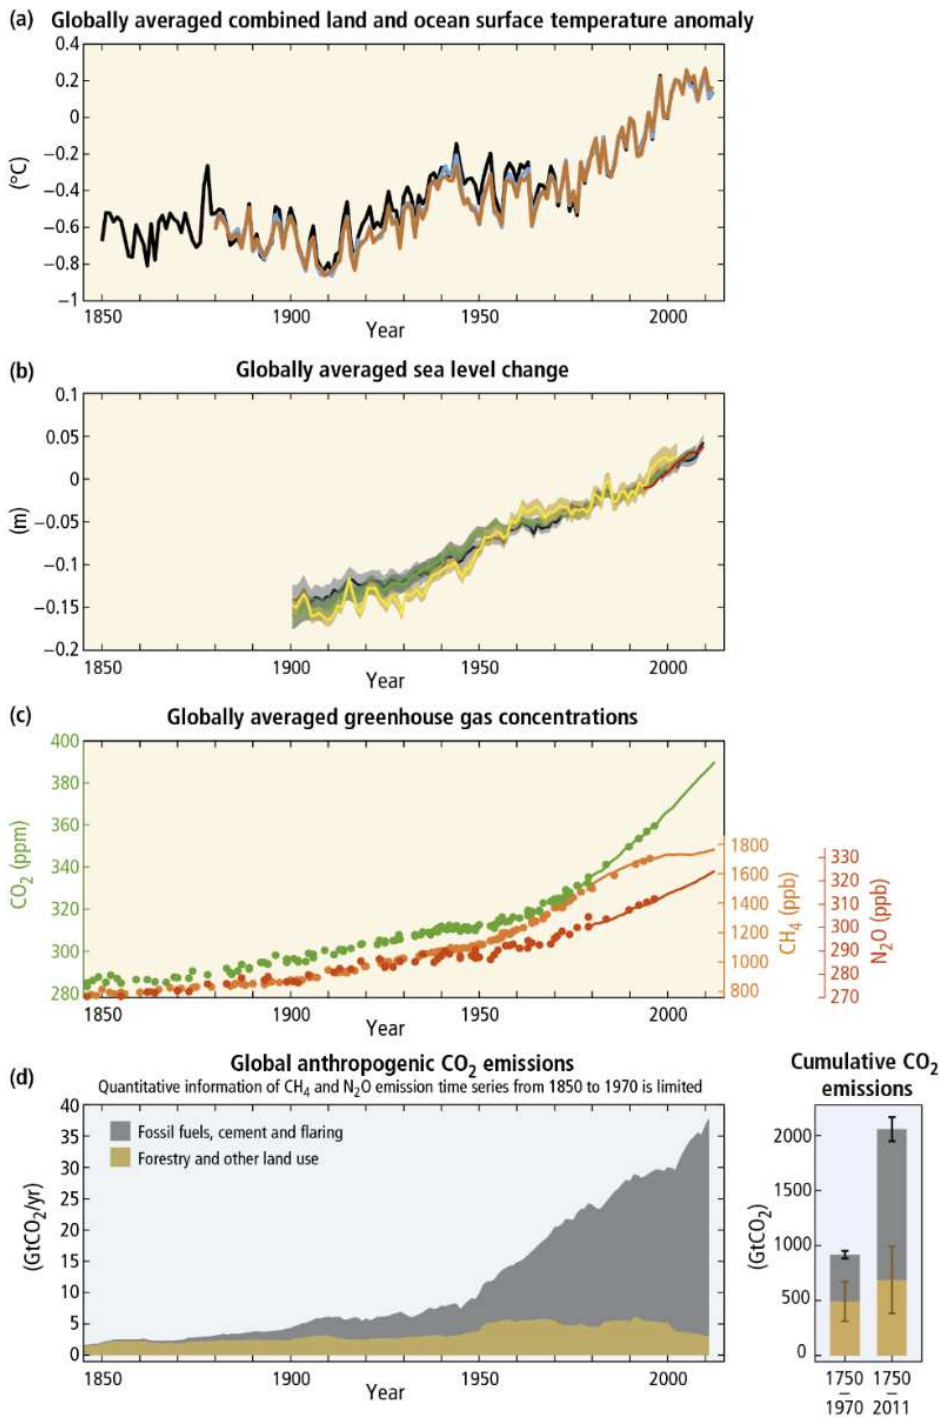 (a) Globally averaged combined land and ocean surface temperature anomaly
0.4
0.2
0
−0.2
−0.4
−0.6
−0.8
−1
(°C)
1850 1900 1950 2000
Year
(b) Globally averaged sea level change
0.1
0.05
0
−0.05
−0.1
−0.15
−0.2
(m)
1850 1900 1950 2000
Year
(c) Globally averaged greenhouse gas concentrations
400
380
360
340
320
300
280
CO2 (ppm)
1800
1600
1400
1200
1000
800
CH4 (ppb)
330
320
310
300
290
280
270
N2O (ppb)
1850 1900 1950 2000
Year
(d) Global anthropogenic CO2 emissions
Quantitative information of CH4 and N2O emission time series from 1850 to 1970 is limited
40
35
30
25
20
15
10
5
0
(GtCO2/yr)
Fossil fuels, cement and flaring
Forestry and other land use
1850 1900 1950 2000
Year
Cumulative CO2
emissions
2000
1500
1000
500
0
(GtCO2)
1750 1750
– –
1970 2011